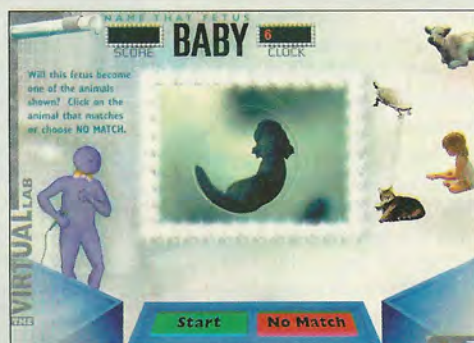 NAME THAT FETUS
BABY
SCORE
6
CLOCK
Will this fetus become
one of the animals
shown? Click on the
animal that matches
or choose NO MATCH.
THE VIRTUAL LAB
Start
No Match